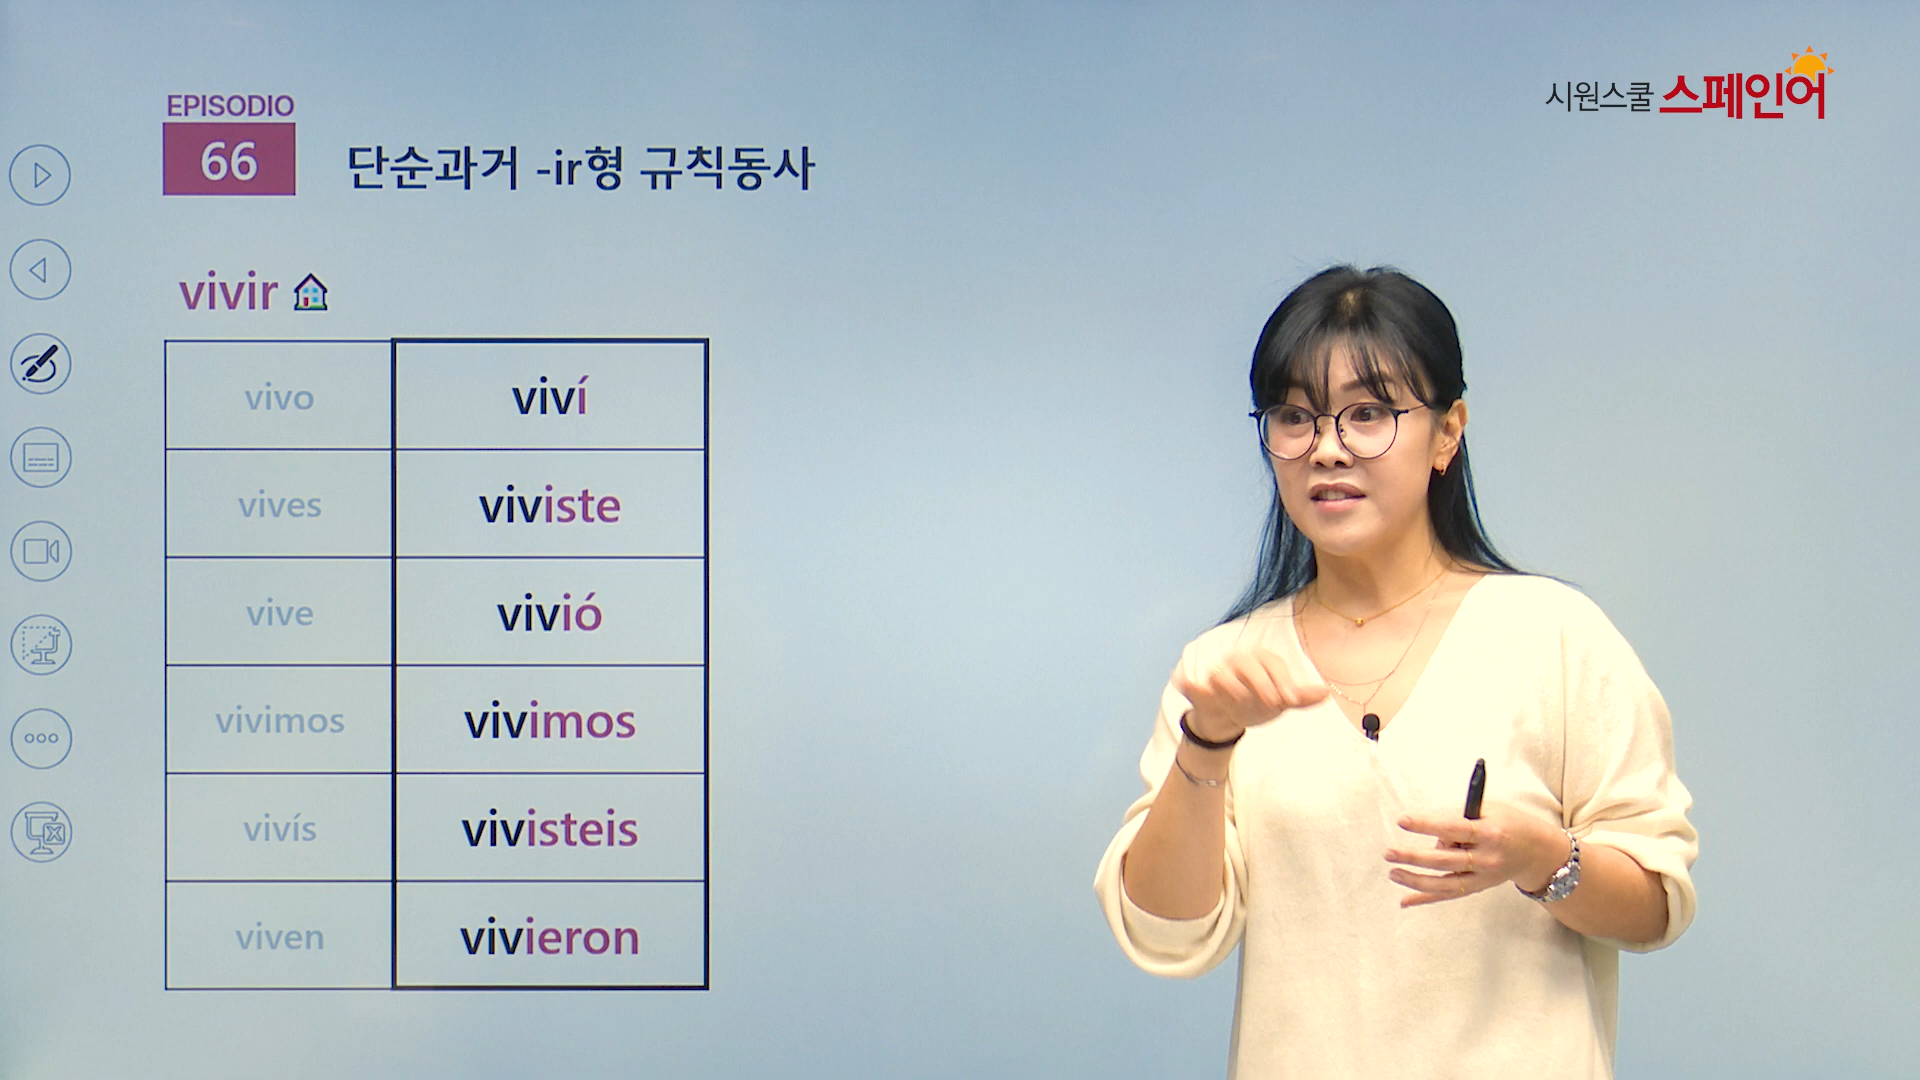 시원스쿨 스페인어
EPISODIO
66
단순과거 -ir형 규칙동사
vivir
vivo viví
vives viviste
vive vivió
vivimos vivimos
vivís vivisteis
viven vivieron